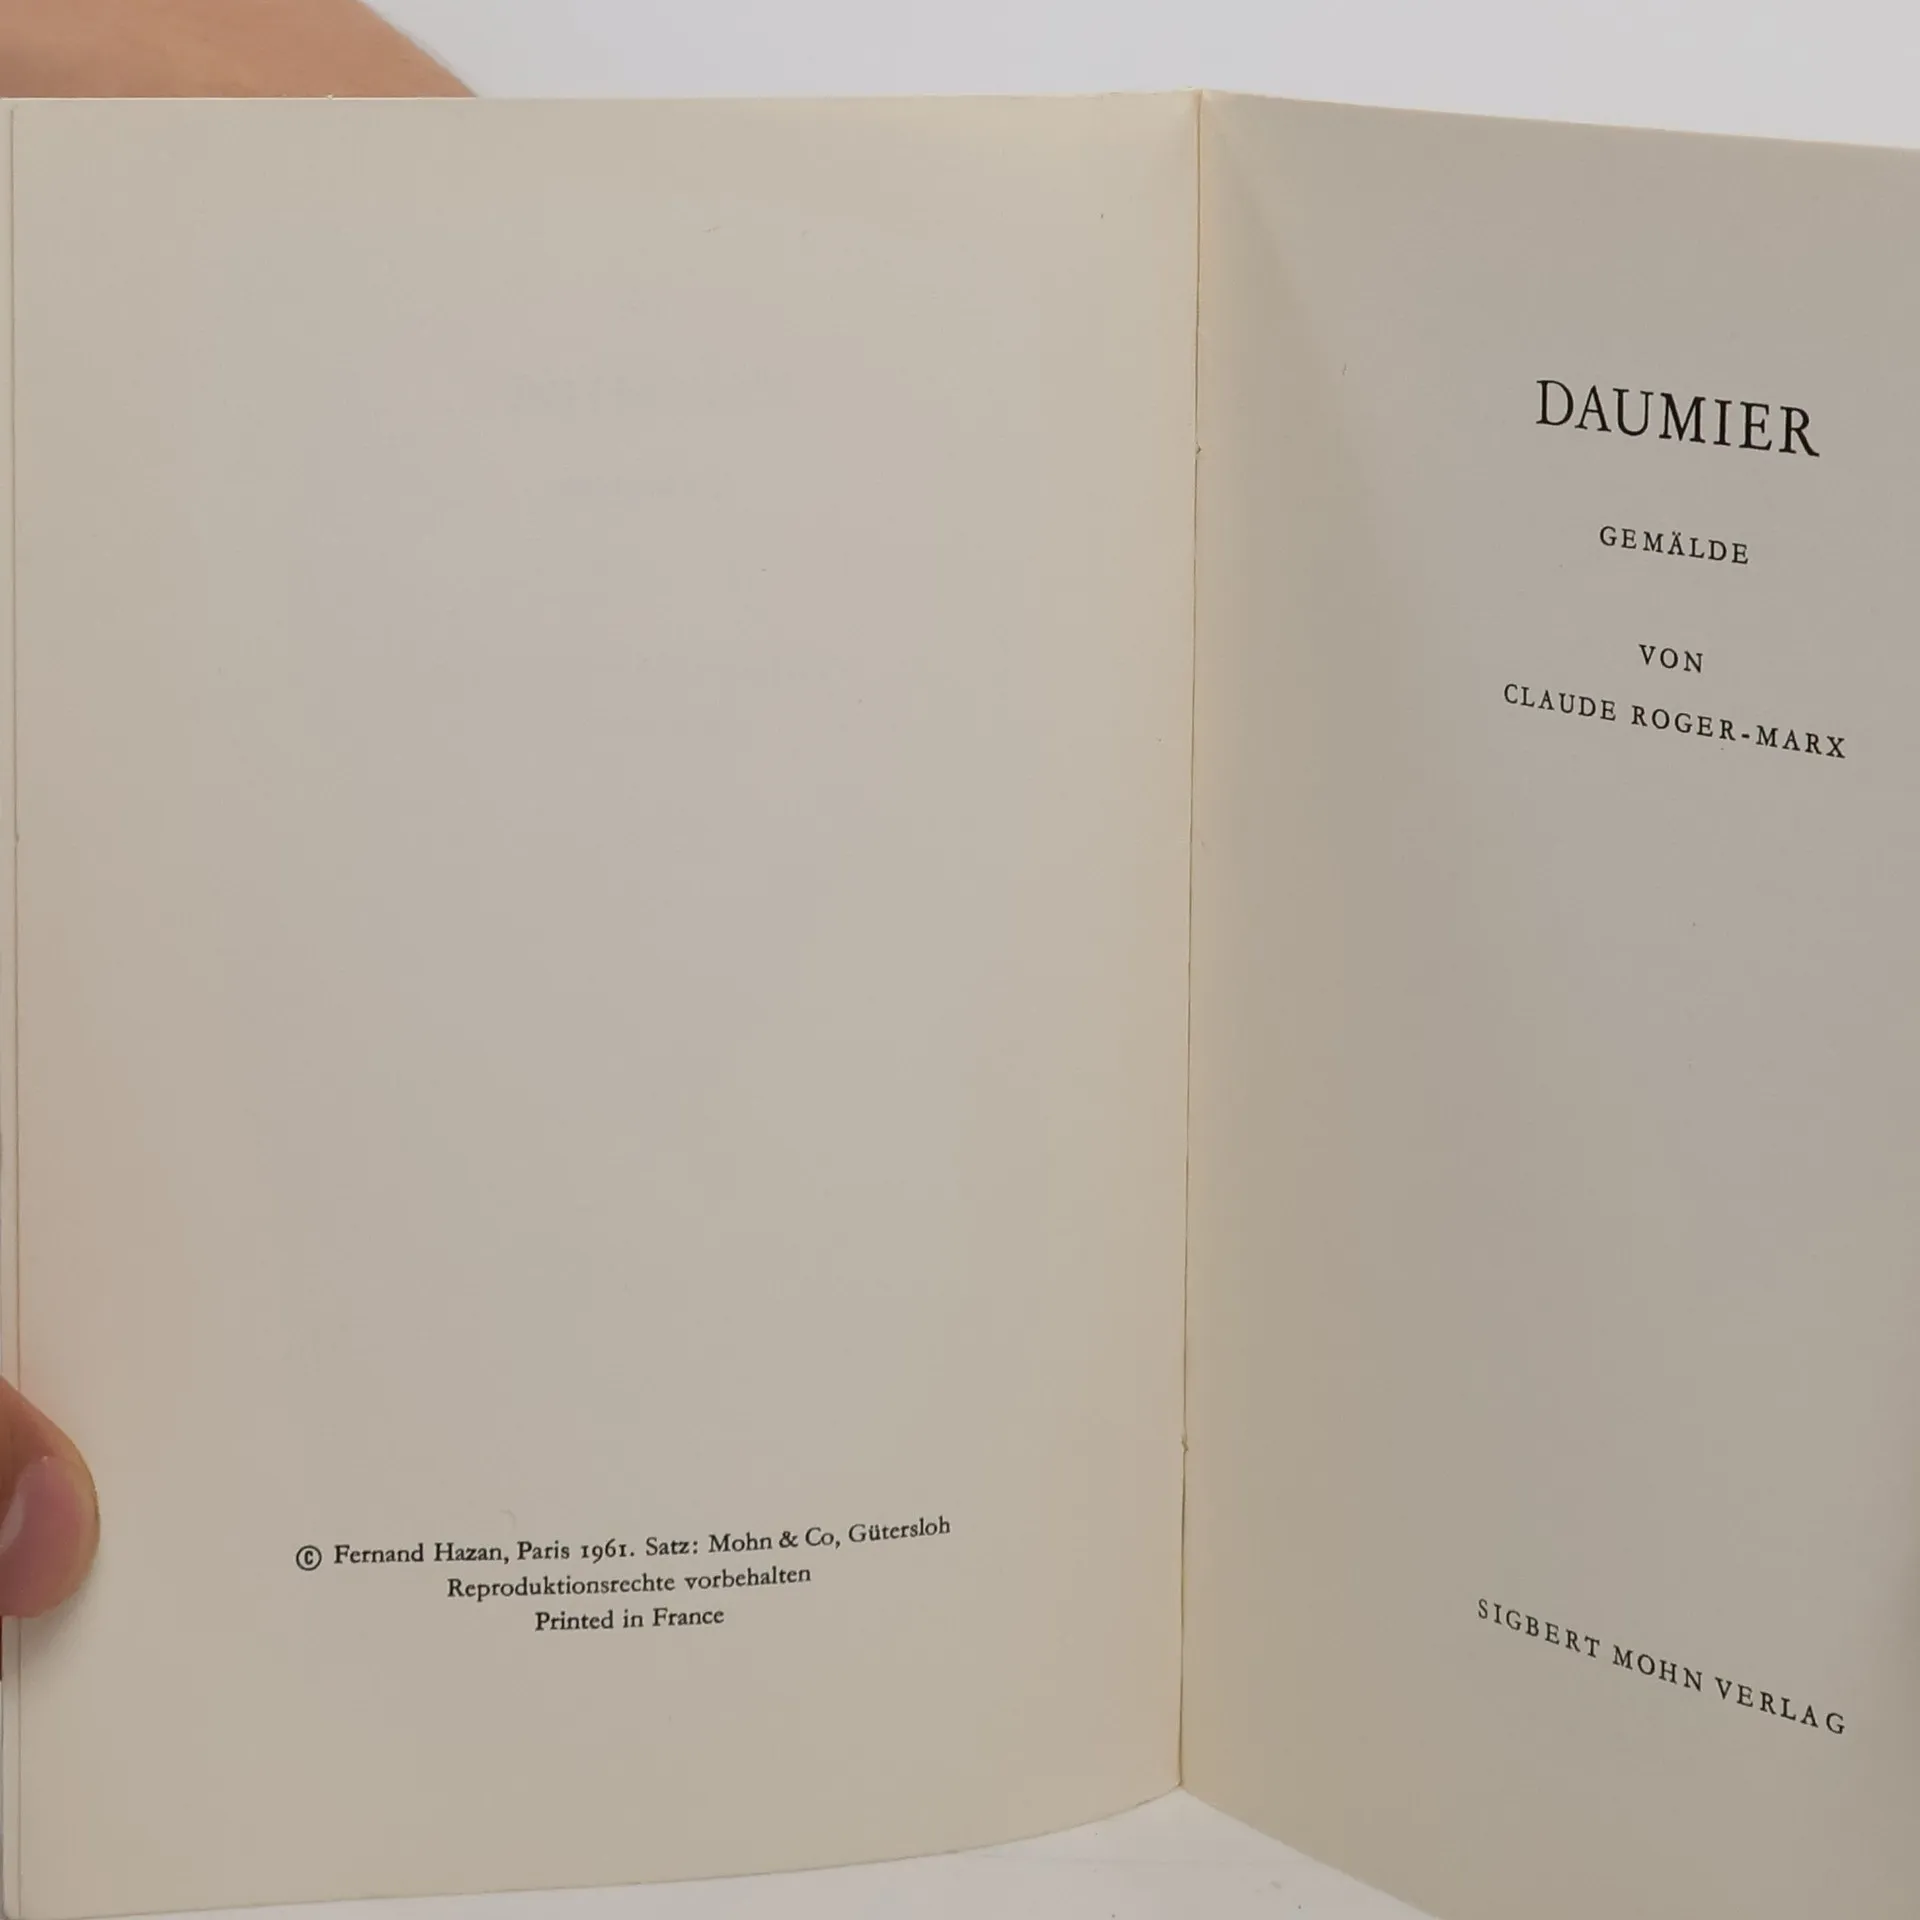 © Fernand Hazan, Paris 1961. Satz: Mohn & Co, Gütersloh
Reproduktionsrechte vorbehalten
Printed in France
DAUMIER
GEMÄLDE
VON
CLAUDE ROGER-MARX
SIGBERT MOHN VERLAG